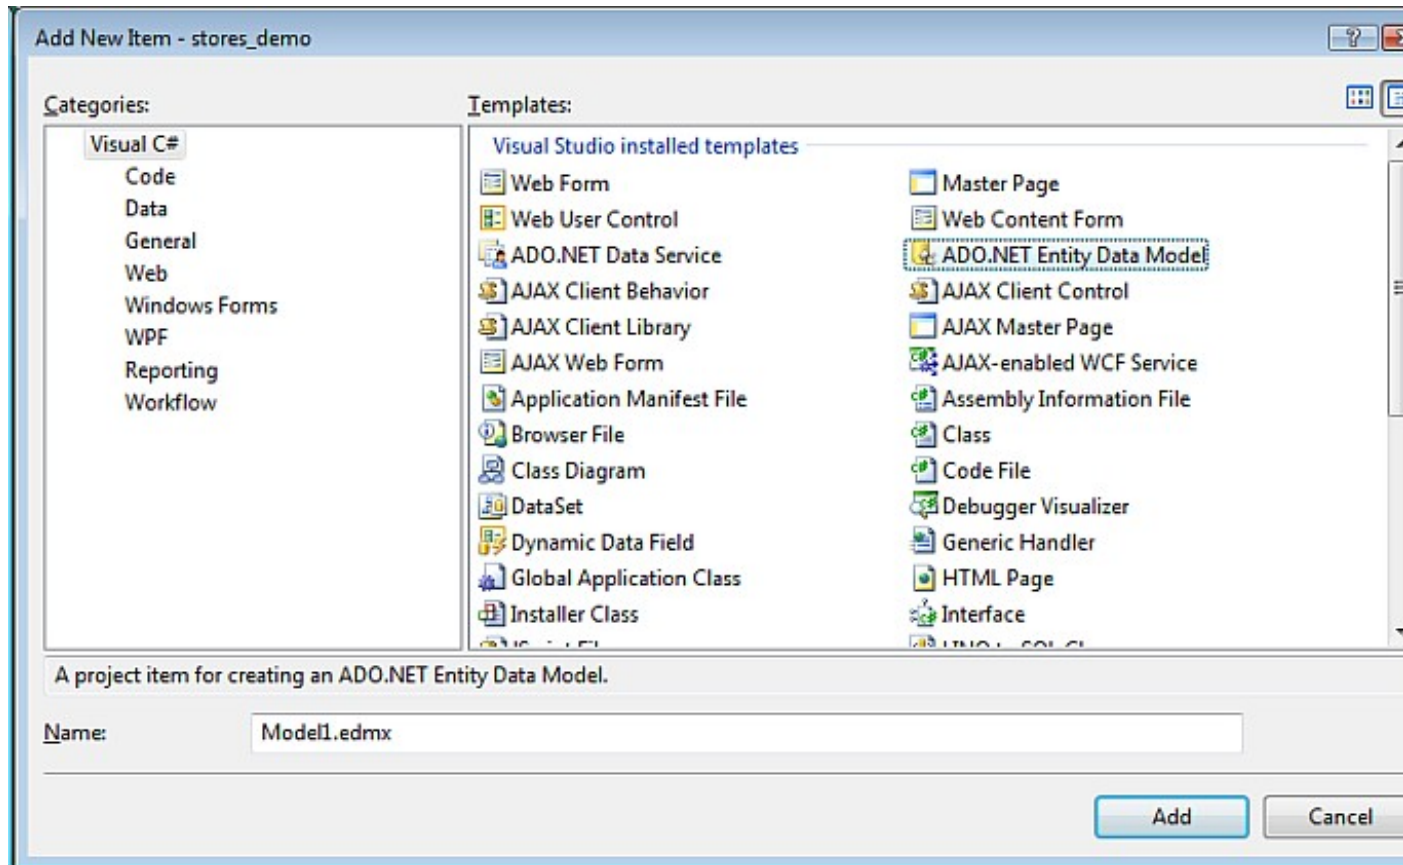 Add New Item - stores_demo
Categories:
Templates:
Visual C#
Code
Data
General
Web
Windows Forms
WPF
Reporting
Workflow
Visual Studio installed templates
Web Form
Master Page
Web User Control
Web Content Form
ADO.NET Data Service
ADO.NET Entity Data Model
AJAX Client Behavior
AJAX Client Control
AJAX Client Library
AJAX Master Page
AJAX Web Form
AJAX-enabled WCF Service
Application Manifest File
Assembly Information File
Browser File
Class
Class Diagram
Code File
DataSet
Debugger Visualizer
Dynamic Data Field
Generic Handler
Global Application Class
HTML Page
Installer Class
Interface
A project item for creating an ADO.NET Entity Data Model.
Name:
Model1.edmx
Add
Cancel